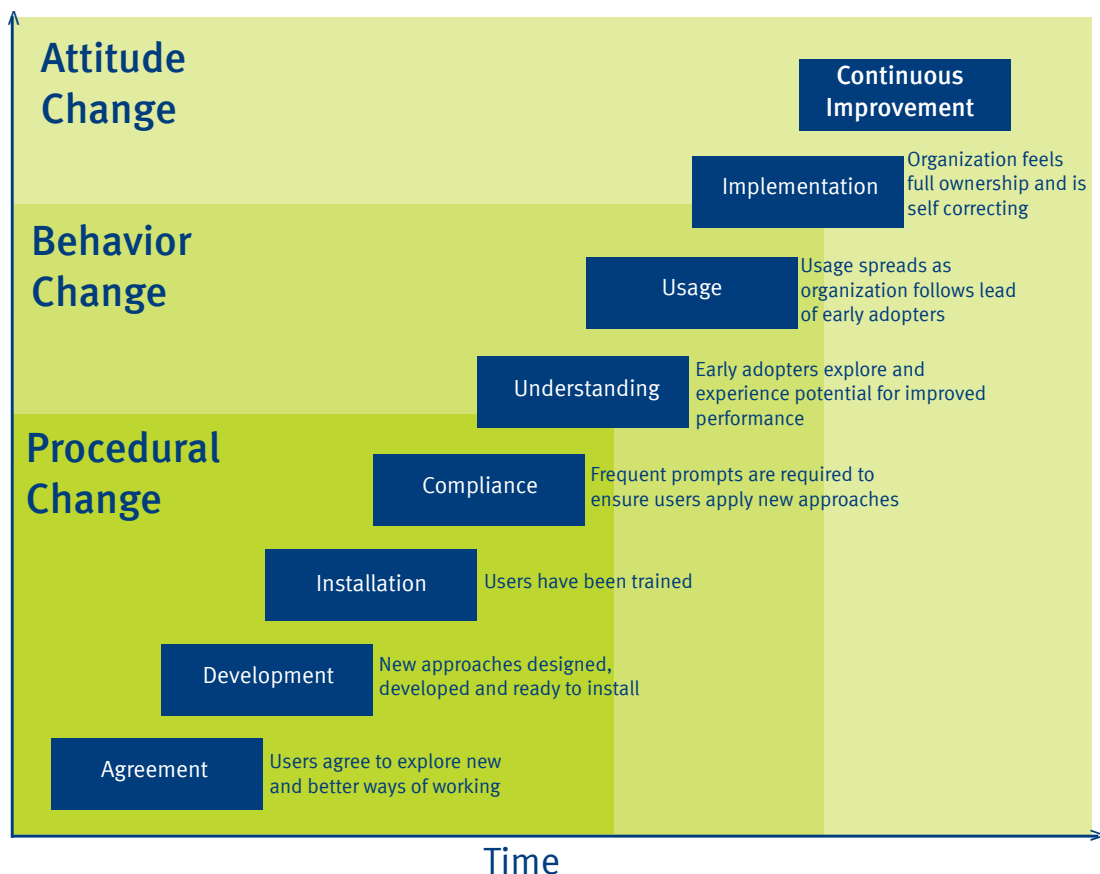 Attitude
Change
Continuous
Improvement
Implementation
Organization feels
full ownership and is
self correcting
Behavior
Change
Usage
Usage spreads as
organization follows lead
of early adopters
Understanding
Early adopters explore and
experience potential for improved
performance
Procedural
Change
Compliance
Frequent prompts are required to
ensure users apply new approaches
Installation
Users have been trained
Development
New approaches designed,
developed and ready to install
Agreement
Users agree to explore new
and better ways of working
Time